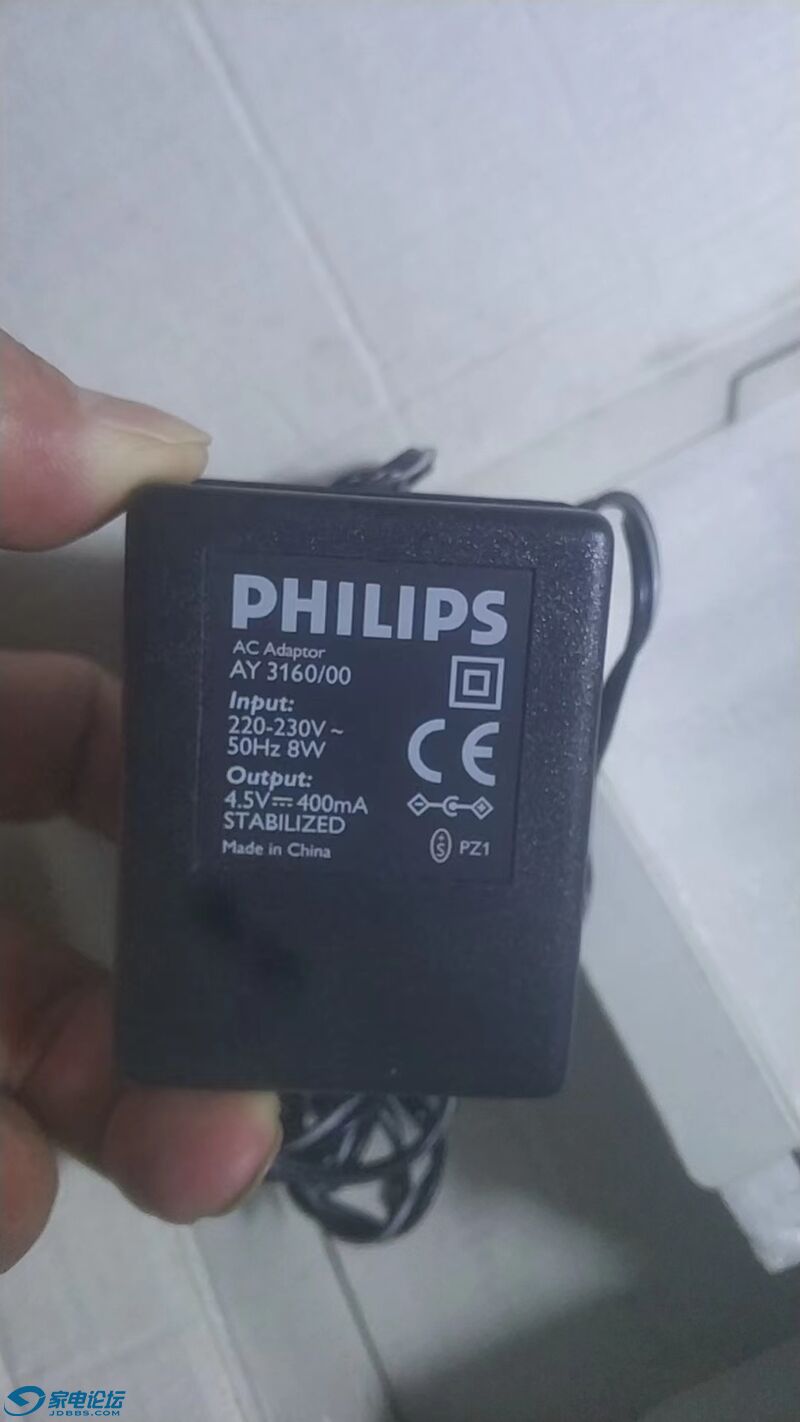 PHILIPS
AC Adaptor
AY 3160/00
Input:
220-230V ~
50Hz 8W
Output:
4.5V⎓400mA
STABILIZED
Made in China
CE
+
S
PZ1
家电论坛
JDBBS.COM